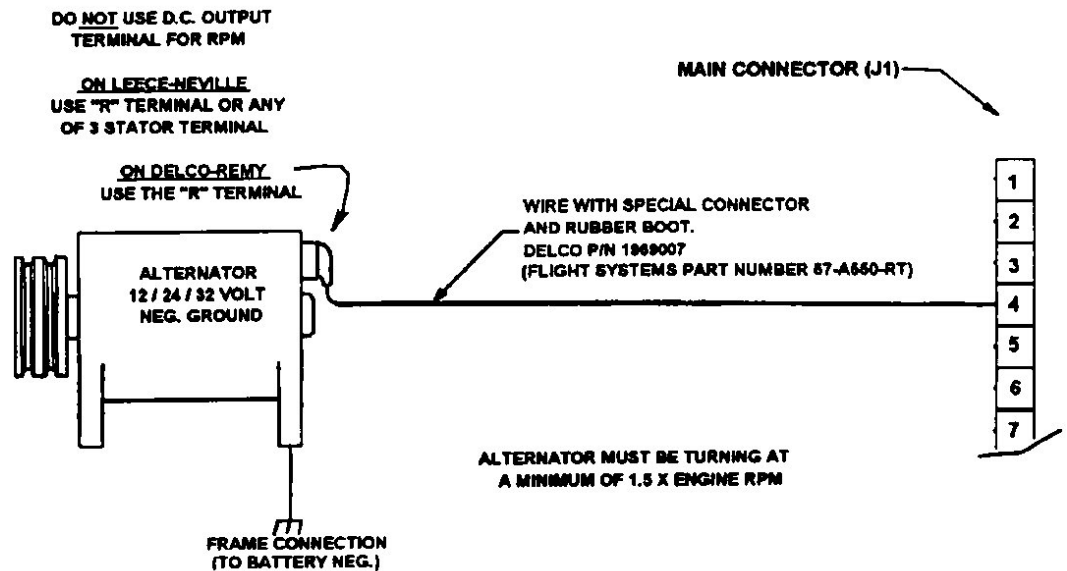 DO NOT USE D.C. OUTPUT
TERMINAL FOR RPM
ON LEECE-NEVILLE
USE "R" TERMINAL OR ANY
OF 3 STATOR TERMINAL
ON DELCO-REMY
USE THE "R" TERMINAL
MAIN CONNECTOR (J1)
WIRE WITH SPECIAL CONNECTOR
AND RUBBER BOOT.
DELCO P/N 1969007
(FLIGHT SYSTEMS PART NUMBER 57-A550-RT)
ALTERNATOR
12 / 24 / 32 VOLT
NEG. GROUND
1
2
3
4
5
6
7
ALTERNATOR MUST BE TURNING AT
A MINIMUM OF 1.5 X ENGINE RPM
FRAME CONNECTION
(TO BATTERY NEG.)